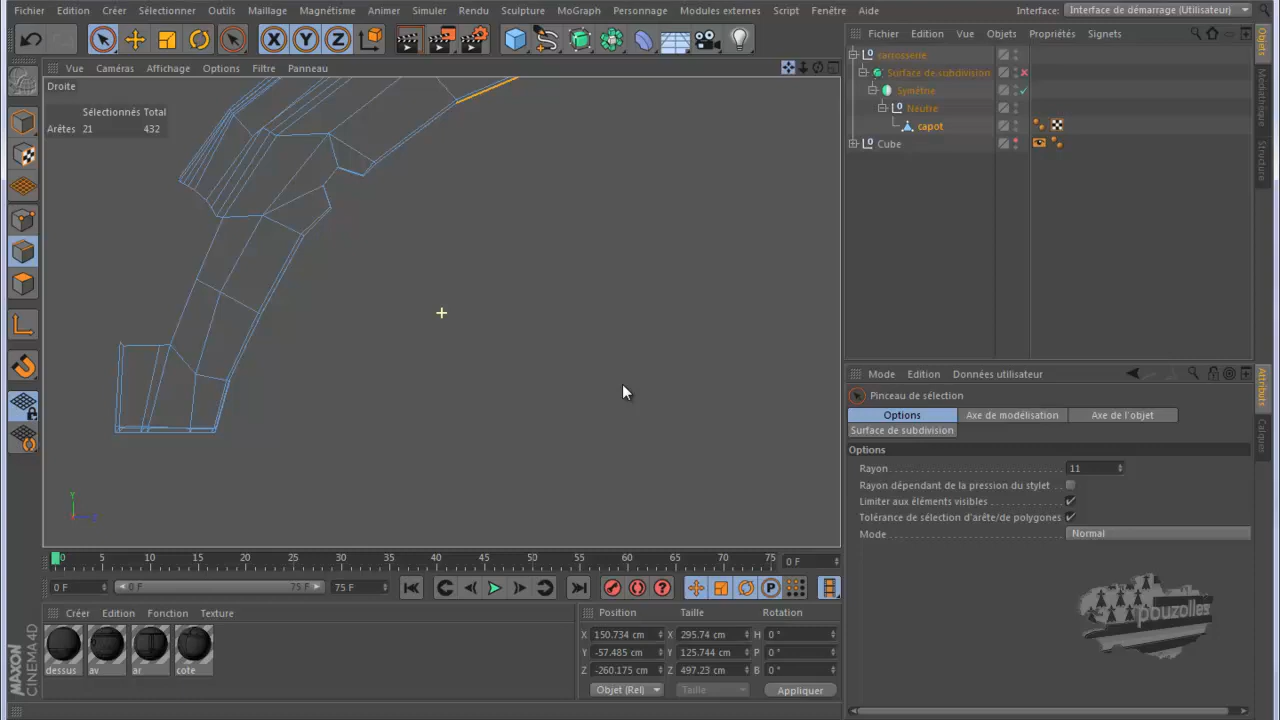 Fichier Edition Créer Sélectionner Outils Maillage Magnétisme Animer Rendu Simuler Sculpture MoGraph Personnage Modules externes Script Fenêtre Aide Interface: Interface de démarrage (Utilisateur)
Vue Caméras Affichage Options Filtre Panneau
Droite
Sélectionnés Total
Arêtes 21 432
Y
Fichier Edition Vue Objets Propriétés Signets
carrosserie
Surface de subdivision
Symétrie
Neutre
capot
Cube
Objets
Médiathèque
Structure
Mode Edition Données utilisateur
Pinceau de sélection
Options Axe de modélisation Axe de l'objet
Surface de subdivision
Options
Rayon 11
Rayon dépendant de la pression du stylet
Limiter aux éléments visibles
Tolérance de sélection d'arête/de polygones
Mode Normal
Attributs
Calques
pouzolles
0 5 10 15 20 25 30 35 40 45 50 55 60 65 70 75 0 F
0 F 0 F 75 F 75 F
Créer Edition Fonction Texture
dessus av ar cote
Position Taille Rotation
X 150.734 cm X 295.74 cm H 0 °
Y -57.485 cm Y 125.744 cm P 0 °
Z -260.175 cm Z 497.23 cm B 0 °
Objet (Rel) Taille Appliquer
MAXON
CINEMA 4D